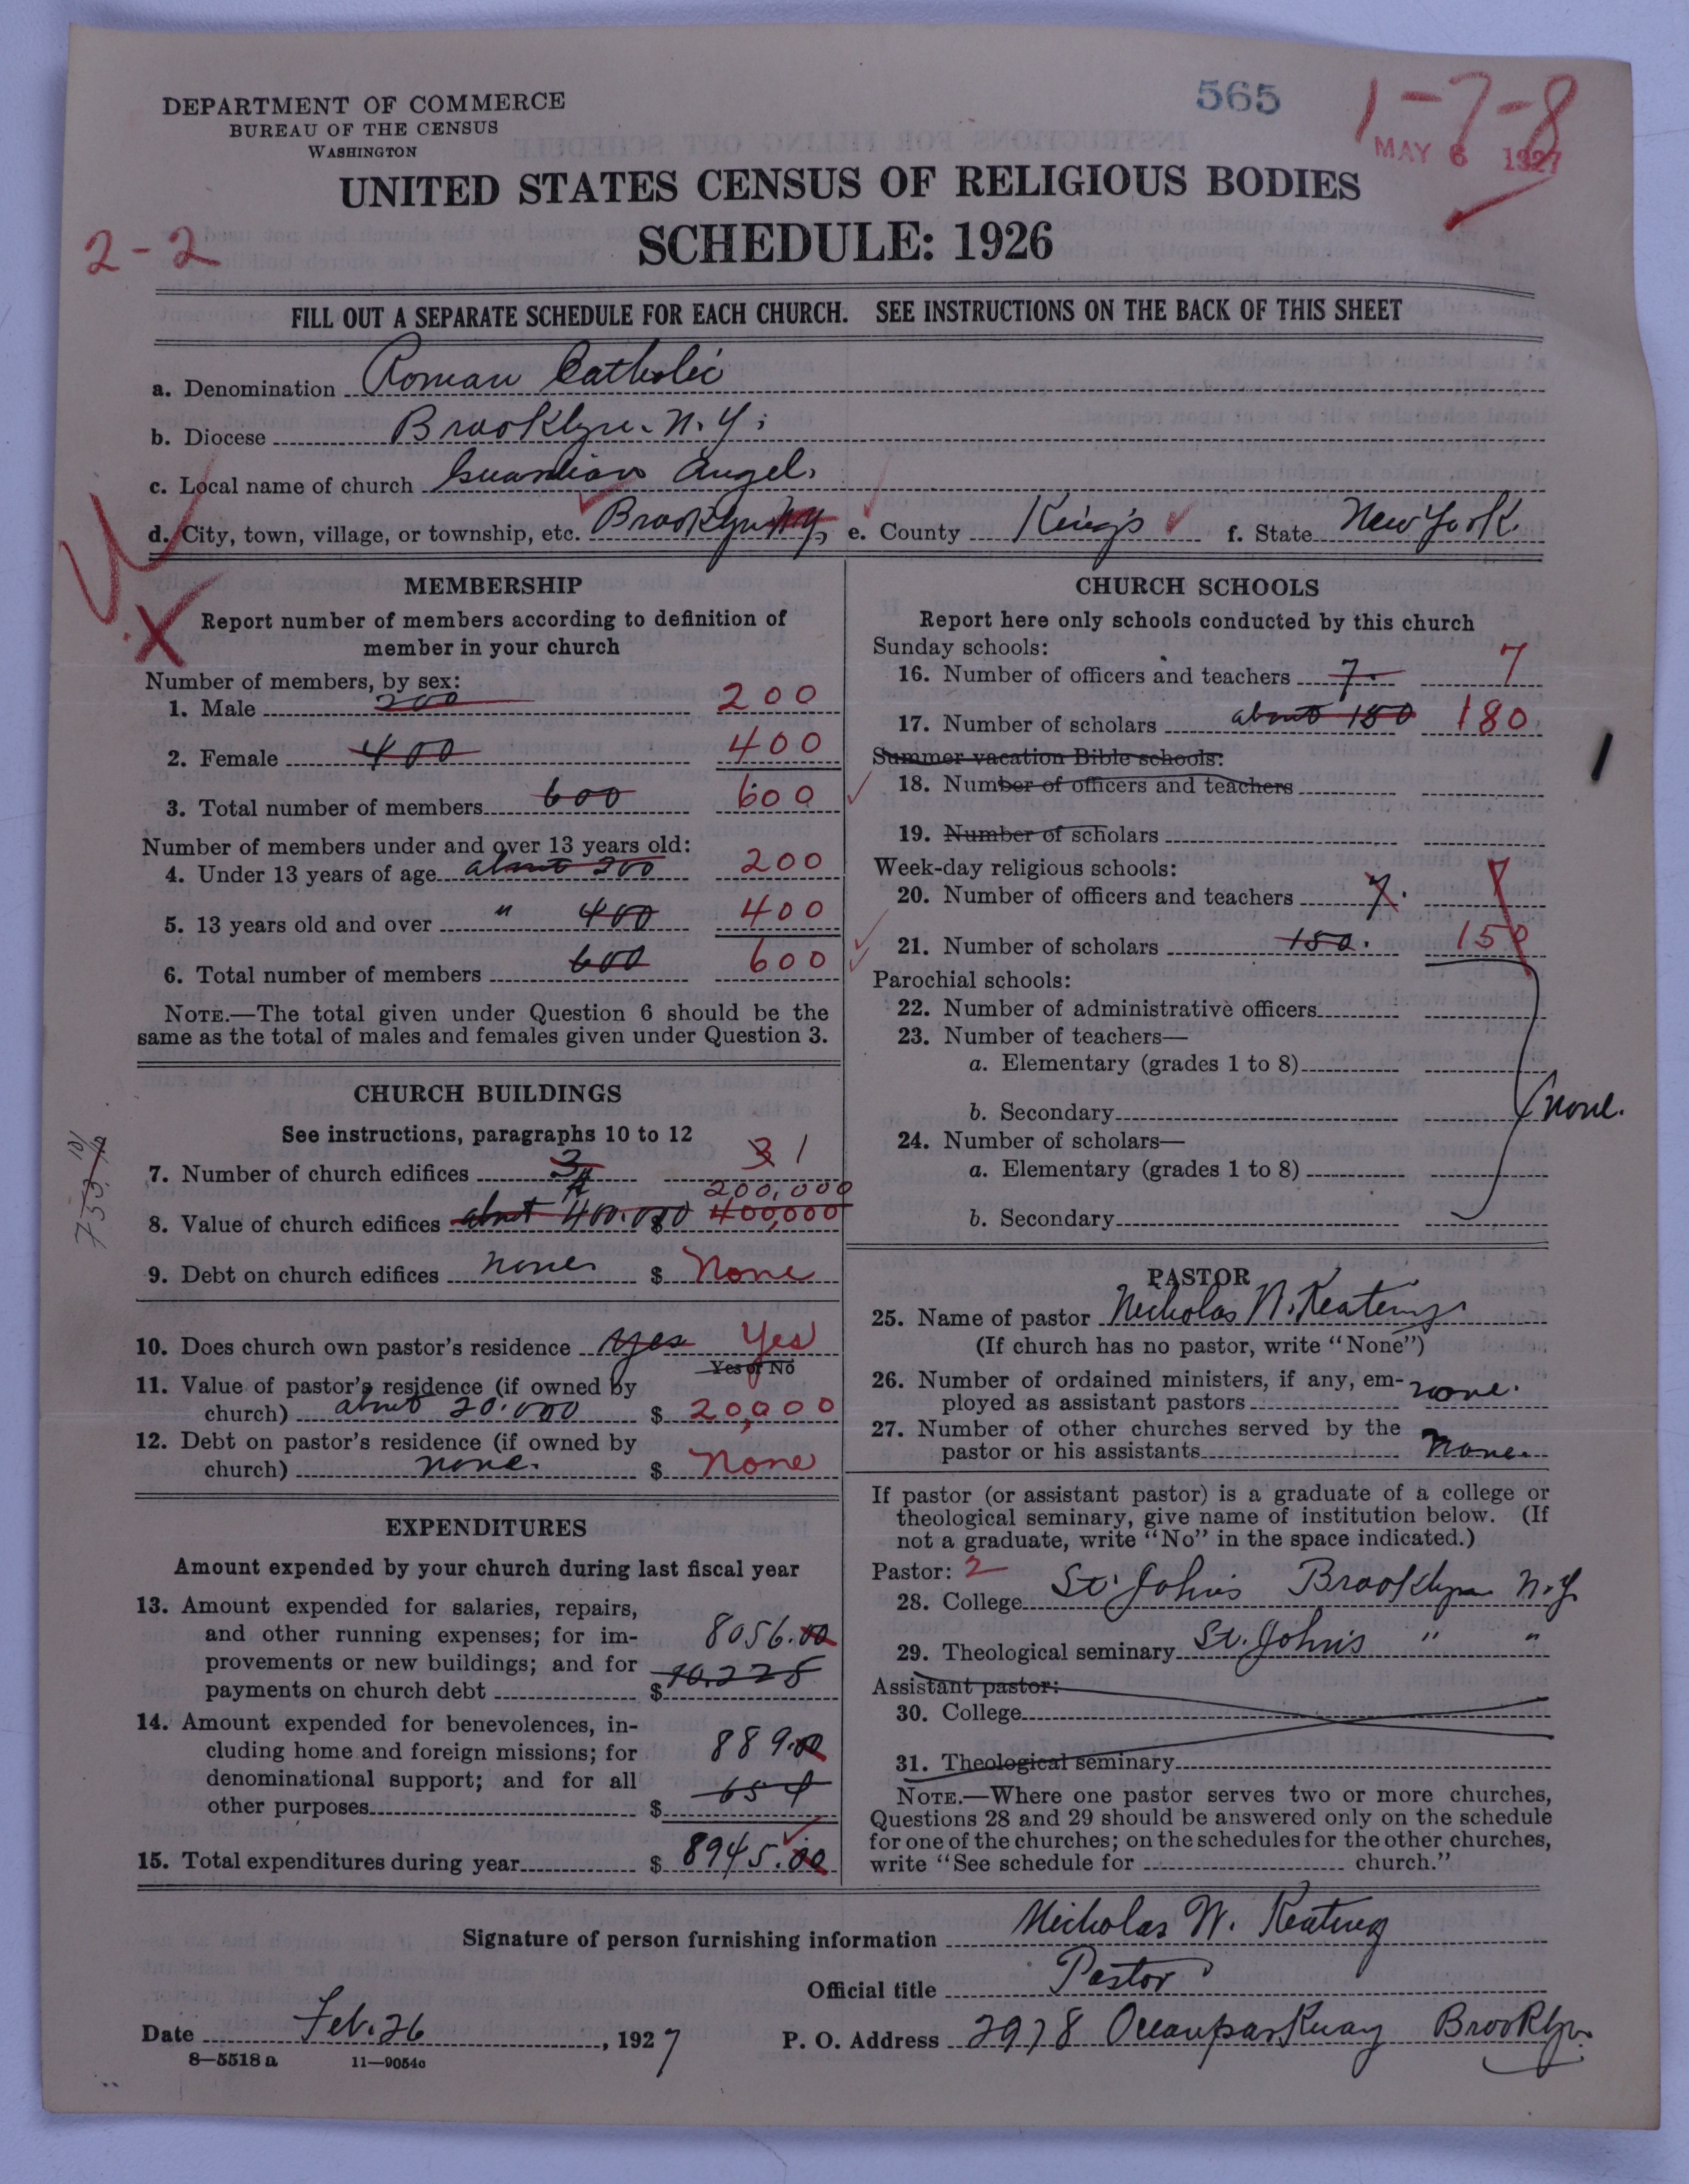 565
1-7-8
MAY 6 1927
DEPARTMENT OF COMMERCE
BUREAU OF THE CENSUS
WASHINGTON
UNITED STATES CENSUS OF RELIGIOUS BODIES
SCHEDULE: 1926
2-2
FILL OUT A SEPARATE SCHEDULE FOR EACH CHURCH. SEE INSTRUCTIONS ON THE BACK OF THIS SHEET
a. Denomination Roman Catholic
b. Diocese Brooklyn. N.Y.
c. Local name of church Guardian Angel.
d. City, town, village, or township, etc. Brooklyn N.Y. e. County King's f. State New York.
MEMBERSHIP
Report number of members according to definition of
member in your church
Number of members, by sex:
1. Male 200 200
2. Female 400 400
3. Total number of members 600 600
Number of members under and over 13 years old:
4. Under 13 years of age about 200 200
5. 13 years old and over " 400 400
6. Total number of members 600 600
NOTE.—The total given under Question 6 should be the
same as the total of males and females given under Question 3.
CHURCH BUILDINGS
See instructions, paragraphs 10 to 12
7. Number of church edifices 3 3 1
200,000
8. Value of church edifices about 400.000 $ 400,000
9. Debt on church edifices none $ None
10. Does church own pastor's residence yes Yes
Yes or No
11. Value of pastor's residence (if owned by
church) about 20.000 $ 20,000
12. Debt on pastor's residence (if owned by
church) none. $ None
EXPENDITURES
Amount expended by your church during last fiscal year
13. Amount expended for salaries, repairs,
and other running expenses; for im- 8056.00
provements or new buildings; and for
payments on church debt $ 10.228
14. Amount expended for benevolences, in-
cluding home and foreign missions; for 889.00
denominational support; and for all
other purposes $
15. Total expenditures during year $ 8945.00
CHURCH SCHOOLS
Report here only schools conducted by this church
Sunday schools:
16. Number of officers and teachers 7. 7
17. Number of scholars about 180 180
Summer vacation Bible schools:
18. Number of officers and teachers
19. Number of scholars
Week-day religious schools:
20. Number of officers and teachers 7. 7
21. Number of scholars 150. 150
Parochial schools:
22. Number of administrative officers
23. Number of teachers—
a. Elementary (grades 1 to 8)
b. Secondary none.
24. Number of scholars—
a. Elementary (grades 1 to 8)
b. Secondary
PASTOR
25. Name of pastor Nicholas W. Keating
(If church has no pastor, write "None")
26. Number of ordained ministers, if any, em-
ployed as assistant pastors none.
27. Number of other churches served by the
pastor or his assistants None.
If pastor (or assistant pastor) is a graduate of a college or
theological seminary, give name of institution below. (If
not a graduate, write "No" in the space indicated.)
Pastor: 2
28. College St. John's Brooklyn N.Y.
29. Theological seminary St. John's " "
Assistant pastor:
30. College
31. Theological seminary
NOTE.—Where one pastor serves two or more churches,
Questions 28 and 29 should be answered only on the schedule
for one of the churches; on the schedules for the other churches,
write "See schedule for church."
Signature of person furnishing information Nicholas W. Keating
Official title Pastor
Date Feb. 26, 1927 P. O. Address 2978 Ocean parkway Brooklyn.
8—5518a 11—9054c